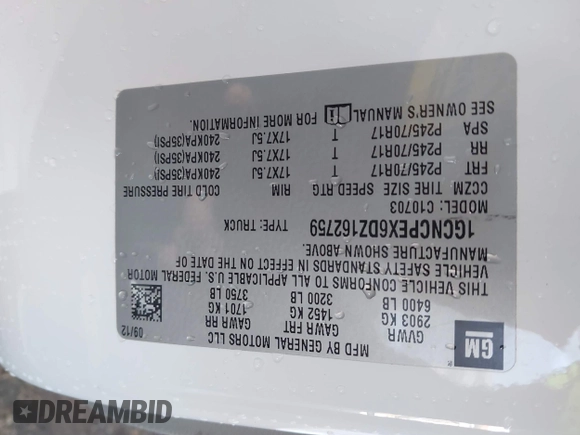 GM
MFD BY GENERAL MOTORS LLC
09/12
GVWR GAWR FRT GAWR RR
2903 KG 1452 KG 1701 KG
6400 LB 3200 LB 3750 LB
THIS VEHICLE CONFORMS TO ALL APPLICABLE U.S. FEDERAL MOTOR
VEHICLE SAFETY STANDARDS IN EFFECT ON THE DATE OF
MANUFACTURE SHOWN ABOVE.
1GCNCPEX6DZ162759 TYPE: TRUCK
MODEL: C10703
CCZM TIRE SIZE SPEED RTG RIM COLD TIRE PRESSURE
FRT P245/70R17 T 17X7.5J 240KPA(35PSI)
RR P245/70R17 T 17X7.5J 240KPA(35PSI)
SPA P245/70R17 T 17X7.5J 240KPA(35PSI)
SEE OWNER'S MANUAL FOR MORE INFORMATION.
DREAMBID